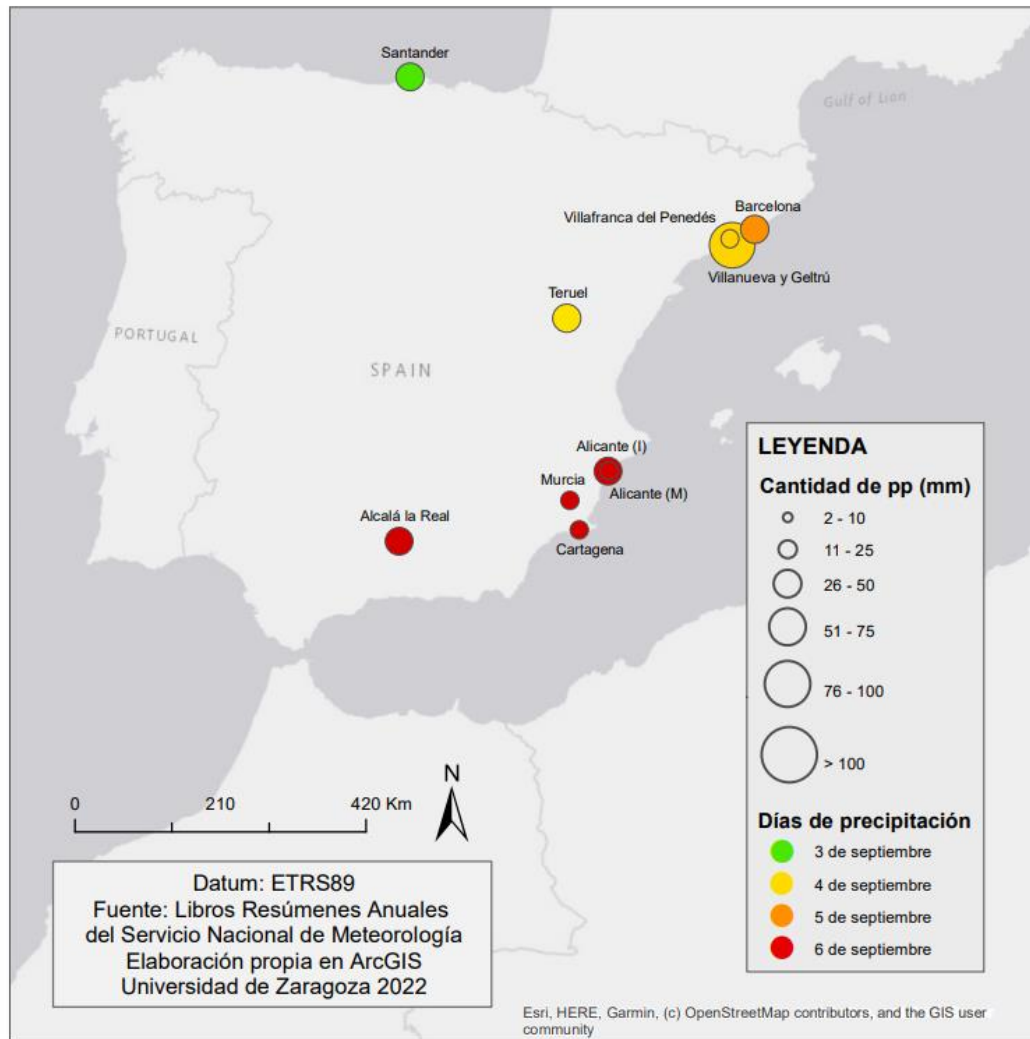 Santander
Gulf of Lion
Barcelona
Villafranca del Penedés
Villanueva y Geltrú
Teruel
PORTUGAL
SPAIN
Alicante (I)
Murcia
Alicante (M)
Alcalá la Real
Cartagena
LEYENDA
Cantidad de pp (mm)
2 - 10
11 - 25
26 - 50
51 - 75
76 - 100
> 100
Días de precipitación
3 de septiembre
4 de septiembre
5 de septiembre
6 de septiembre
N
0 210 420 Km
Datum: ETRS89
Fuente: Libros Resúmenes Anuales
del Servicio Nacional de Meteorología
Elaboración propia en ArcGIS
Universidad de Zaragoza 2022
Esri, HERE, Garmin, (c) OpenStreetMap contributors, and the GIS user
community